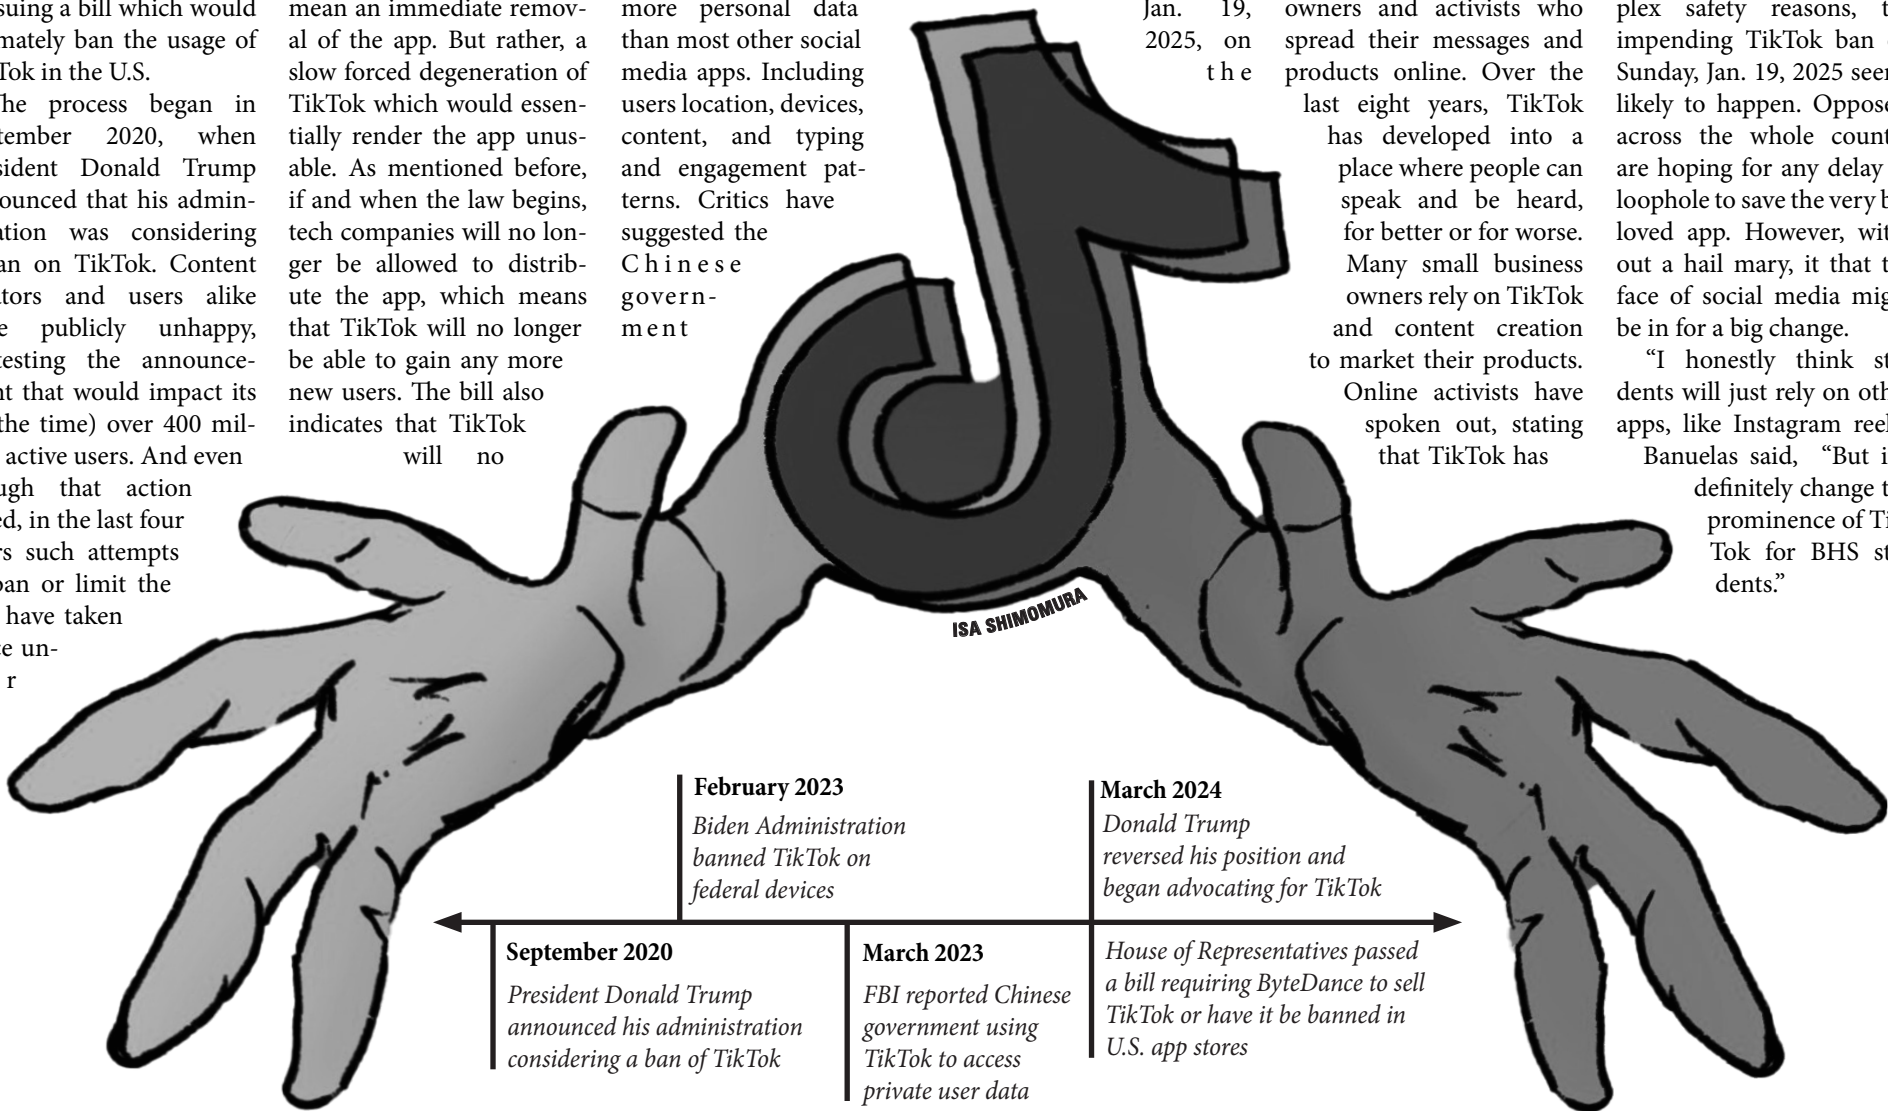 suing a bill which would
mately ban the usage of
Tok in the U.S.
he process began in
tember 2020, when
sident Donald Trump
ounced that his admin-
ation was considering
an on TikTok. Content
tors and users alike
e publicly unhappy,
testing the announce-
nt that would impact its
the time) over 400 mil-
active users. And even
ugh that action
ed, in the last four
rs such attempts
ban or limit the
have taken
ce un-
r
mean an immediate remov-
al of the app. But rather, a
slow forced degeneration of
TikTok which would essen-
tially render the app unus-
able. As mentioned before,
if and when the law begins,
tech companies will no lon-
ger be allowed to distrib-
ute the app, which means
that TikTok will no longer
be able to gain any more
new users. The bill also
indicates that TikTok
will no
more personal data
than most other social
media apps. Including
users location, devices,
content, and typing
and engagement pat-
terns. Critics have
suggested the
Chinese
govern-
ment
Jan. 19,
2025, on
the
owners and activists who
spread their messages and
products online. Over the
last eight years, TikTok
has developed into a
place where people can
speak and be heard,
for better or for worse.
Many small business
owners rely on TikTok
and content creation
to market their products.
Online activists have
spoken out, stating
that TikTok has
plex safety reasons, t
impending TikTok ban
Sunday, Jan. 19, 2025 see
likely to happen. Oppose
across the whole count
are hoping for any delay
loophole to save the very b
loved app. However, wit
out a hail mary, it that t
face of social media mig
be in for a big change.
“I honestly think st
dents will just rely on oth
apps, like Instagram reel
Banuelas said, “But i
definitely change t
prominence of Ti
Tok for BHS st
dents.”
ISA SHIMOMURA
February 2023
Biden Administration
banned TikTok on
federal devices
March 2024
Donald Trump
reversed his position and
began advocating for TikTok
September 2020
President Donald Trump
announced his administration
considering a ban of TikTok
March 2023
FBI reported Chinese
government using
TikTok to access
private user data
House of Representatives passed
a bill requiring ByteDance to sell
TikTok or have it be banned in
U.S. app stores